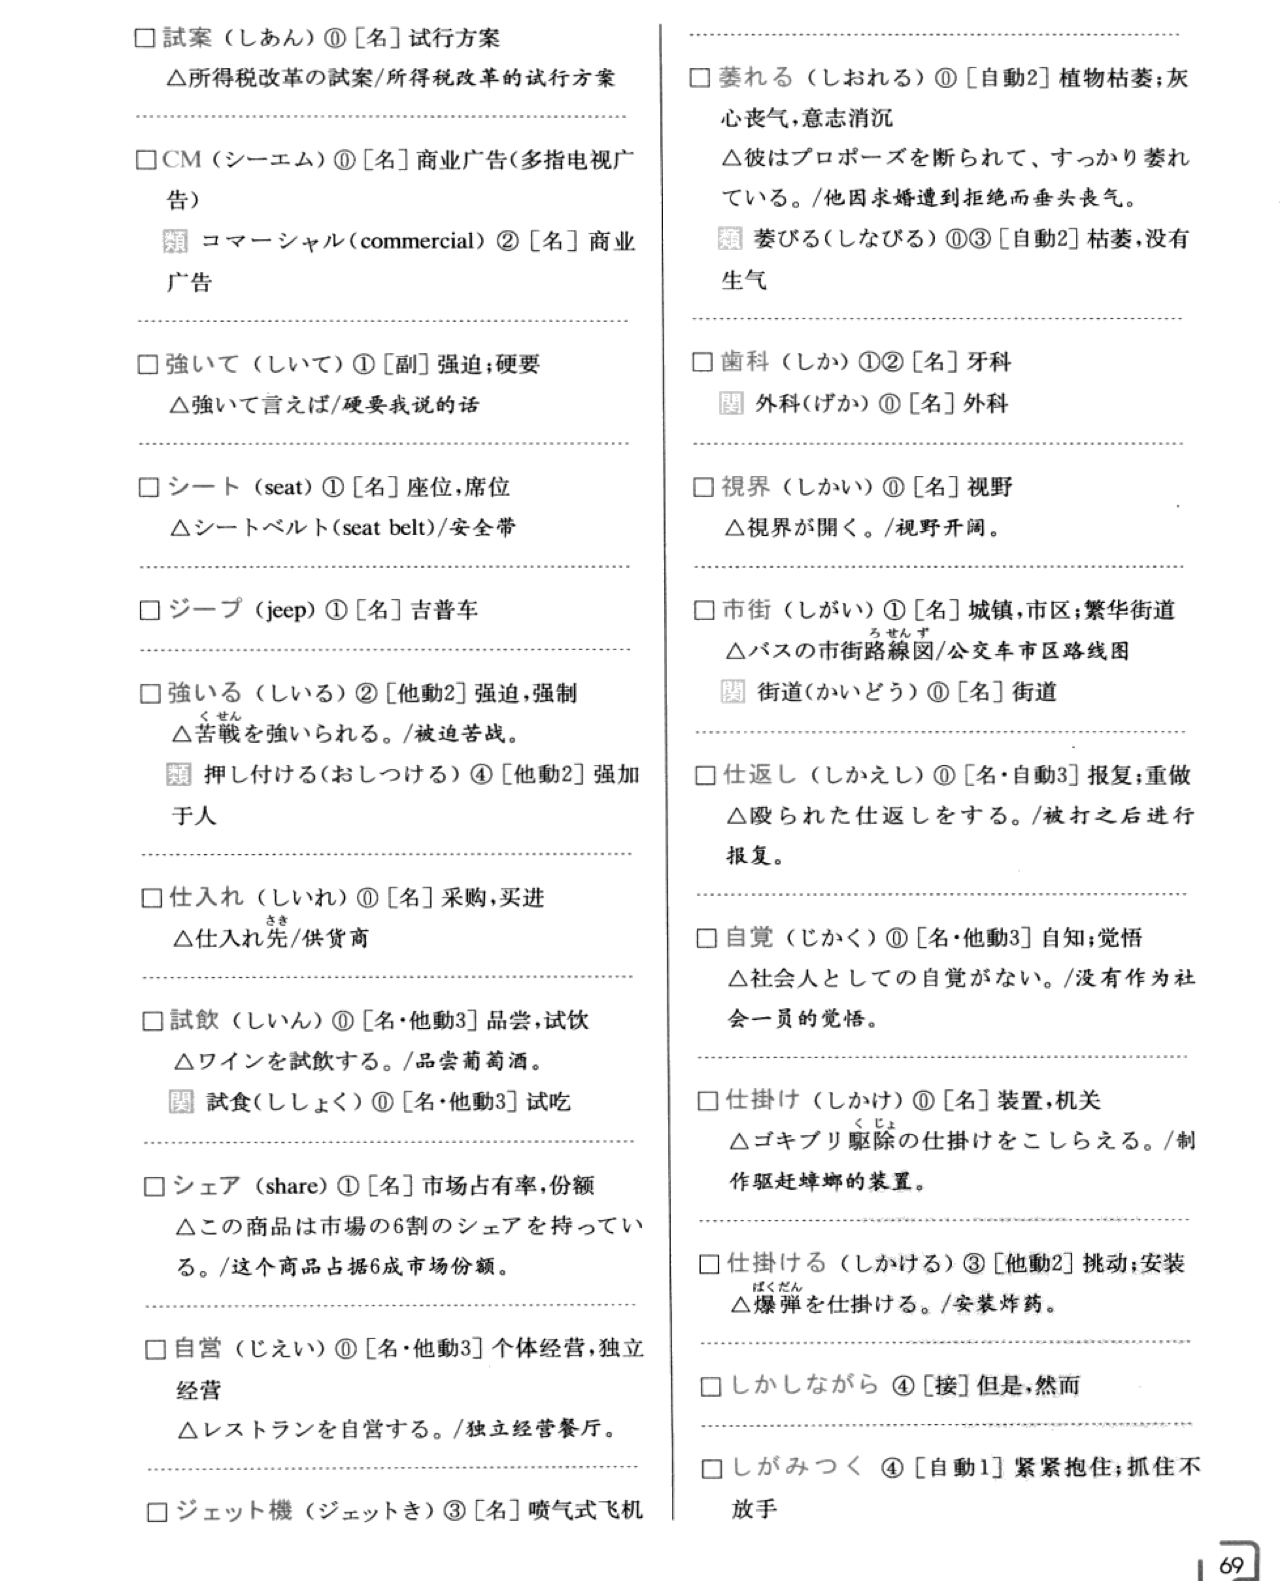 □試案（しあん）⓪［名］试行方案
△所得税改革の試案/所得税改革的试行方案
□CM（シーエム）⓪［名］商业广告(多指电视广
告)
類 コマーシャル(commercial) ②［名］商业
广告
□強いて（しいて）①［副］强迫;硬要
△強いて言えば/硬要我说的话
□シート（seat）①［名］座位,席位
△シートベルト(seat belt)/安全带
□ジープ（jeep）①［名］吉普车
□強いる（しいる）②［他動2］强迫,强制
くせん
△苦戦を強いられる。/被迫苦战。
類 押し付ける(おしつける) ④［他動2］强加
于人
□仕入れ（しいれ）⓪［名］采购,买进
さき
△仕入れ先/供货商
□試飲（しいん）⓪［名·他動3］品尝,试饮
△ワインを試飲する。/品尝葡萄酒。
関 試食(ししょく) ⓪［名·他動3］试吃
□シェア（share）①［名］市场占有率,份额
△この商品は市場の6割のシェアを持ってい
る。/这个商品占据6成市场份额。
□自営（じえい）⓪［名·他動3］个体经营,独立
经营
△レストランを自営する。/独立经营餐厅。
□ジェット機（ジェットき）③［名］喷气式飞机
□萎れる（しおれる）⓪［自動2］植物枯萎;灰
心丧气,意志消沉
△彼はプロポーズを断られて、すっかり萎れ
ている。/他因求婚遭到拒绝而垂头丧气。
類 萎びる(しなびる) ⓪③［自動2］枯萎,没有
生气
□歯科（しか）①②［名］牙科
関 外科(げか) ⓪［名］外科
□視界（しかい）⓪［名］视野
△視界が開く。/视野开阔。
□市街（しがい）①［名］城镇,市区;繁华街道
ろせんず
△バスの市街路線図/公交车市区路线图
関 街道(かいどう) ⓪［名］街道
□仕返し（しかえし）⓪［名·自動3］报复;重做
△殴られた仕返しをする。/被打之后进行
报复。
□自覚（じかく）⓪［名·他動3］自知;觉悟
△社会人としての自覚がない。/没有作为社
会一员的觉悟。
□仕掛け（しかけ）⓪［名］装置,机关
くじょ
△ゴキブリ駆除の仕掛けをこしらえる。/制
作驱赶蟑螂的装置。
□仕掛ける（しかける）③［他動2］挑动;安装
ばくだん
△爆弾を仕掛ける。/安装炸药。
□しかしながら ④［接］但是,然而
□しがみつく ④［自動1］紧紧抱住;抓住不
放手
69